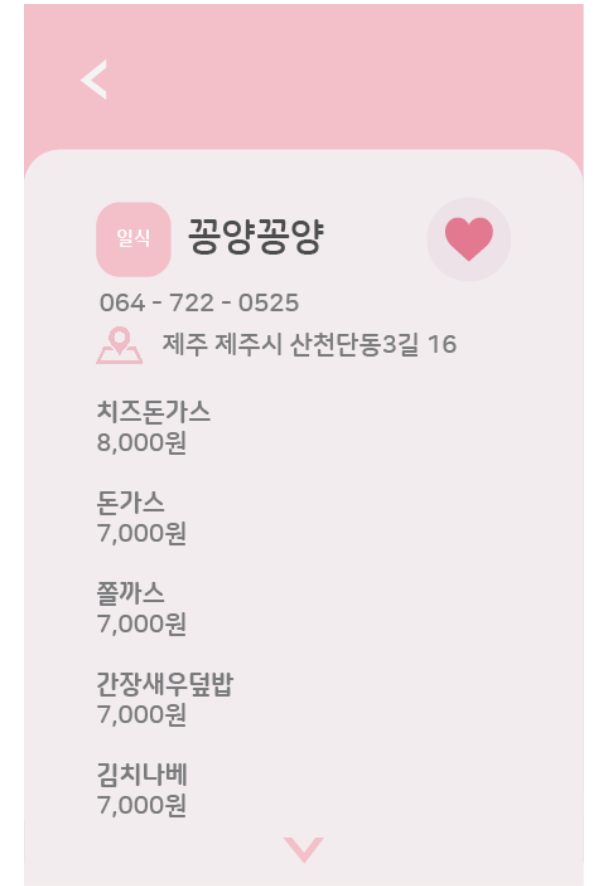 일식
꽁양꽁양
064 - 722 - 0525
제주 제주시 산천단동3길 16
치즈돈가스
8,000원
돈가스
7,000원
쫄까스
7,000원
간장새우덮밥
7,000원
김치나베
7,000원